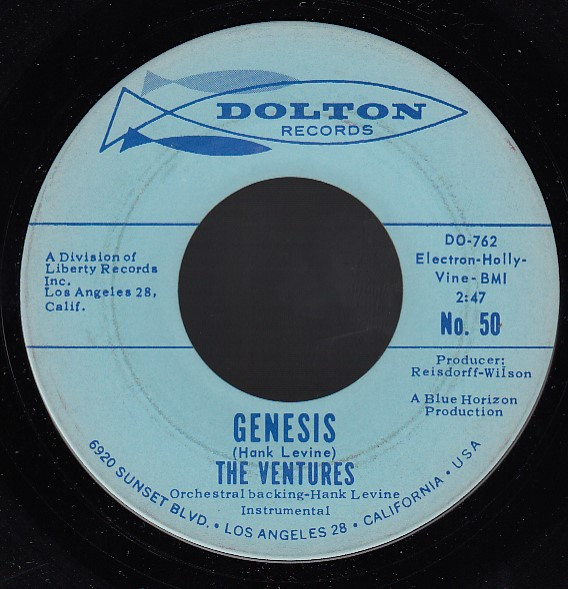 DOLTON
RECORDS
A Division of
Liberty Records
Inc.
Los Angeles 28,
Calif.
DO-762
Electron-Holly-
Vine-BMI
2:47
No. 50
Producer:
Reisdorff-Wilson
A Blue Horizon
Production
GENESIS
(Hank Levine)
THE VENTURES
Orchestral backing-Hank Levine
Instrumental
6920 SUNSET BLVD. • LOS ANGELES 28 • CALIFORNIA • USA